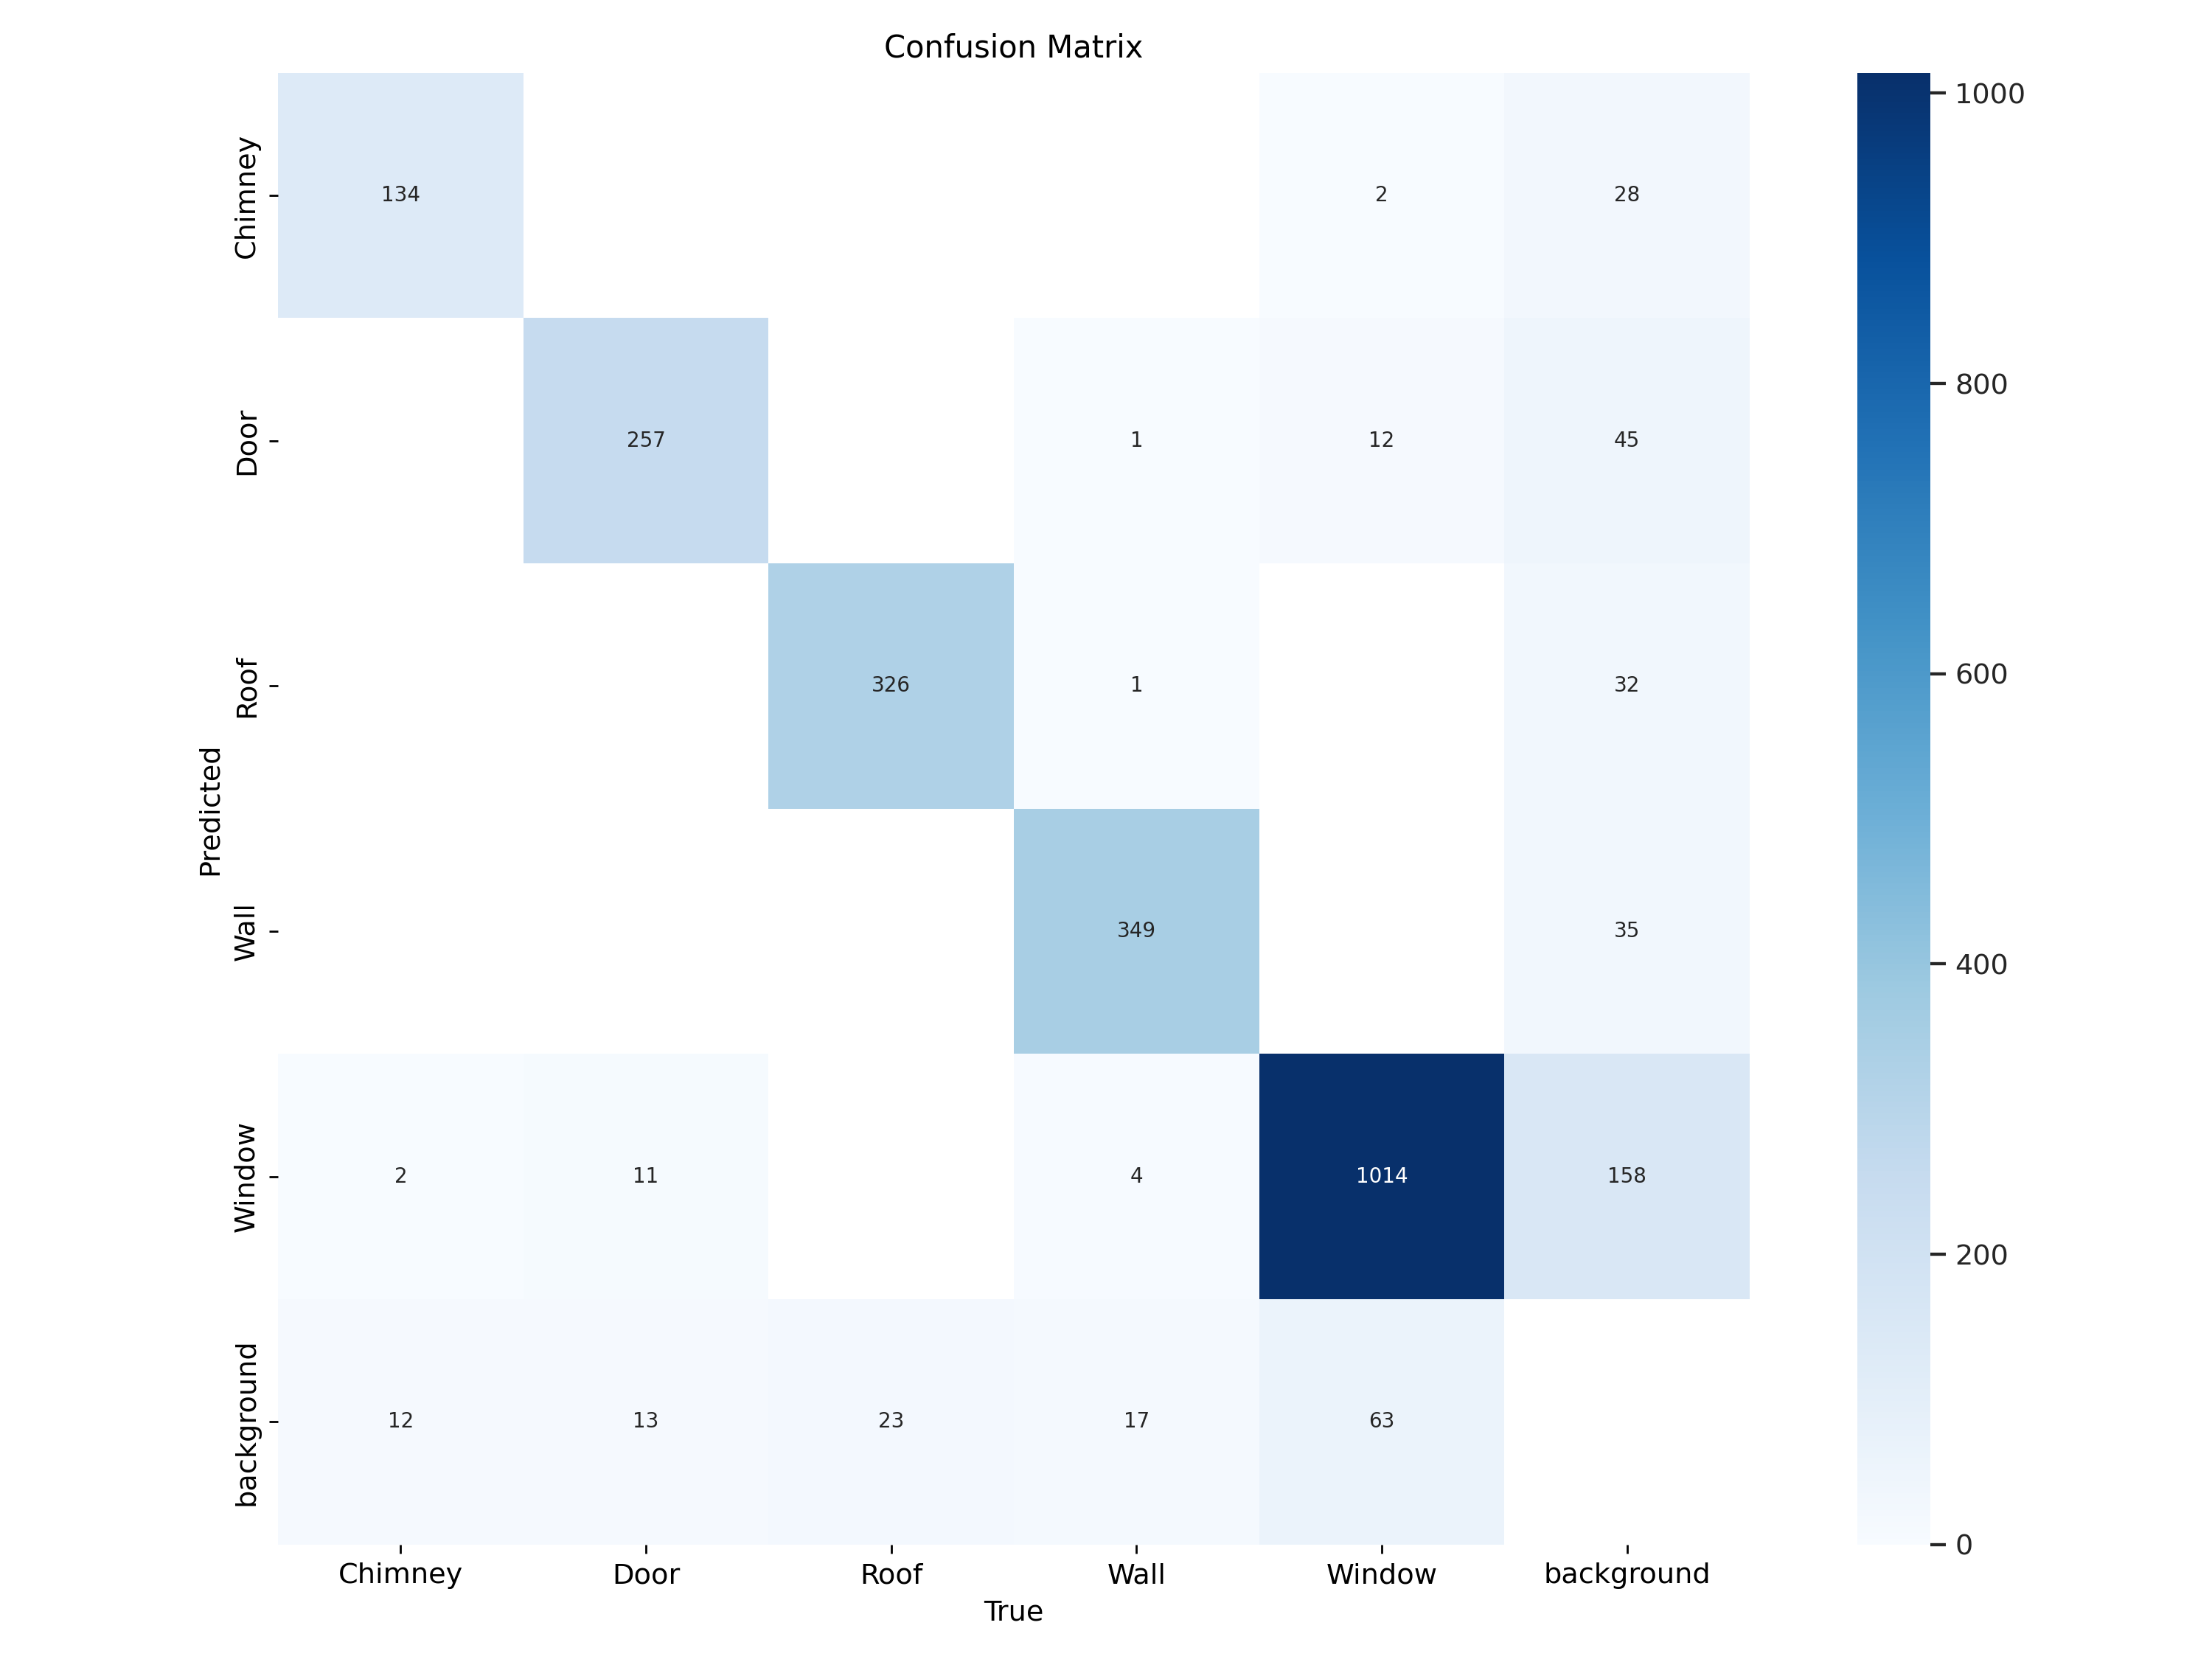 Confusion Matrix
Predicted
Chimney 134 2 28
Door 257 1 12 45
Roof 326 1 32
Wall 349 35
Window 2 11 4 1014 158
background 12 13 23 17 63
Chimney Door Roof Wall Window background
True
1000
800
600
400
200
0